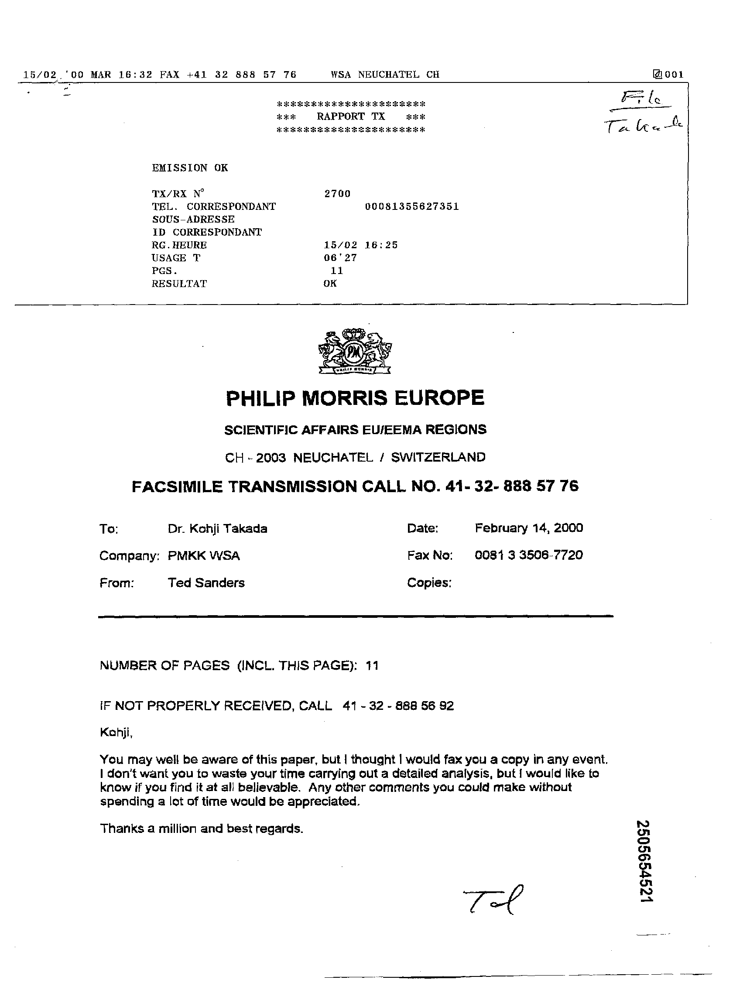 15/02 '00 MAR 16:32 FAX +41 32 888 57 76 WSA NEUCHATEL CH 001
File
Takada
**********************
*** RAPPORT TX ***
**********************
EMISSION OK
TX/RX N° 2700
TEL. CORRESPONDANT 00081355627351
SOUS-ADRESSE
ID CORRESPONDANT
RG.HEURE 15/02 16:25
USAGE T 06'27
PGS. 11
RESULTAT OK
PM
PHILIP MORRIS
PHILIP MORRIS EUROPE
SCIENTIFIC AFFAIRS EU/EEMA REGIONS
CH - 2003 NEUCHATEL / SWITZERLAND
FACSIMILE TRANSMISSION CALL NO. 41- 32- 888 57 76
To: Dr. Kohji Takada Date: February 14, 2000
Company: PMKK WSA Fax No: 0081 3 3506-7720
From: Ted Sanders Copies:
NUMBER OF PAGES (INCL. THIS PAGE): 11
IF NOT PROPERLY RECEIVED, CALL 41 - 32 - 888 56 92
Kohji,
You may well be aware of this paper, but I thought I would fax you a copy in any event.
I don't want you to waste your time carrying out a detailed analysis, but I would like to
know if you find it at all believable. Any other comments you could make without
spending a lot of time would be appreciated.
Thanks a million and best regards.
Ted
2505654521